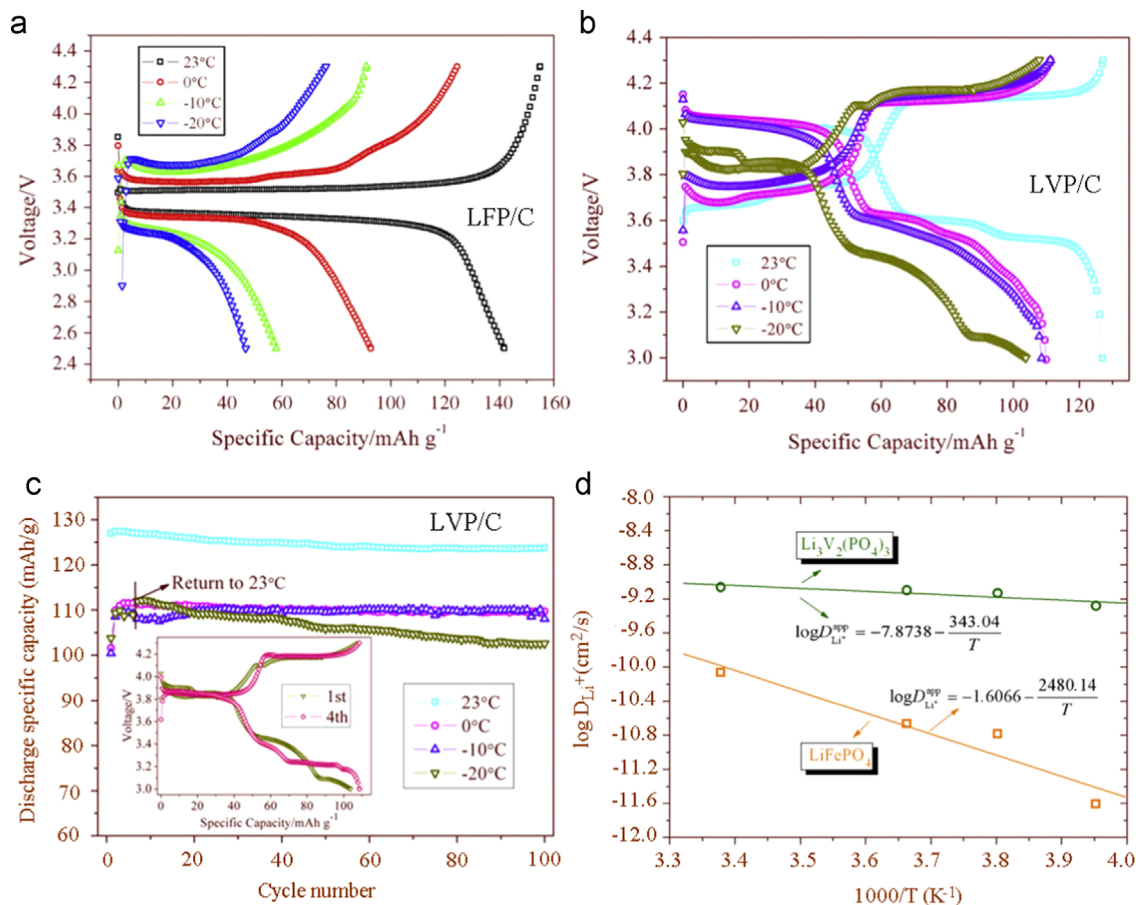 a
4.4
4.2
4.0
3.8
3.6
3.4
3.2
3.0
2.8
2.6
2.4
Voltage/V
23°C
0°C
-10°C
-20°C
LFP/C
0 20 40 60 80 100 120 140 160
Specific Capacity/mAh g-1
b
4.4
4.2
4.0
3.8
3.6
3.4
3.2
3.0
Voltage/V
LVP/C
23°C
0°C
-10°C
-20°C
0 20 40 60 80 100 120
Specific Capacity/mAh g-1
c
130
120
110
100
90
80
70
60
Discharge specific capacity (mAh/g)
LVP/C
Return to 23°C
4.2
3.9
3.6
3.3
3.0
Voltage/V
1st
4th
0 20 40 60 80 100
Specific Capacity/mAh g-1
23°C
0°C
-10°C
-20°C
0 20 40 60 80 100
Cycle number
d
-8.0
-8.4
-8.8
-9.2
-9.6
-10.0
-10.4
-10.8
-11.2
-11.6
-12.0
log DLi+(cm2/s)
Li3V2(PO4)3
logDLi+app = -7.8738 - 343.04/T
logDLi+app = -1.6066 - 2480.14/T
LiFePO4
3.3 3.4 3.5 3.6 3.7 3.8 3.9 4.0
1000/T (K-1)